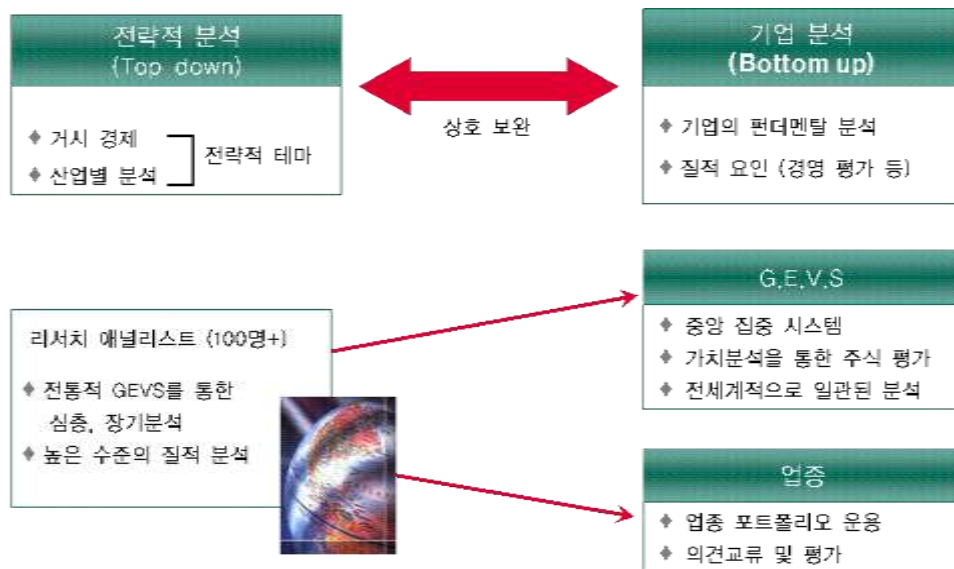 전략적 분석
(Top down)
◆ 거시 경제
◆ 산업별 분석
전략적 테마
상호 보완
기업 분석
(Bottom up)
◆ 기업의 펀더멘탈 분석
◆ 질적 요인 (경영 평가 등)
리서치 애널리스트 (100명+)
◆ 전통적 GEVS를 통한
심층, 장기분석
◆ 높은 수준의 질적 분석
G.E.V.S
◆ 중앙 집중 시스템
◆ 가치분석을 통한 주식 평가
◆ 전세계적으로 일관된 분석
업종
◆ 업종 포트폴리오 운용
◆ 의견교류 및 평가